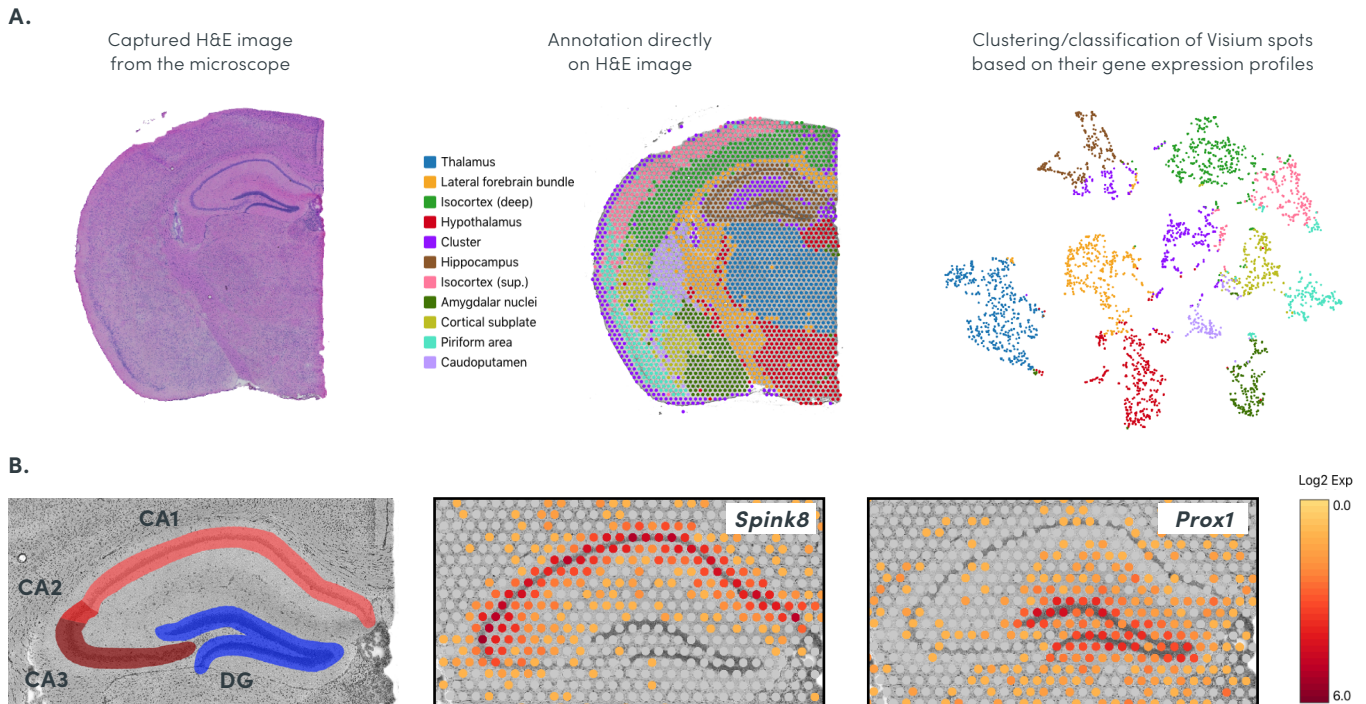 A.
Captured H&E image
from the microscope
Annotation directly
on H&E image
Clustering/classification of Visium spots
based on their gene expression profiles
Thalamus
Lateral forebrain bundle
Isocortex (deep)
Hypothalamus
Cluster
Hippocampus
Isocortex (sup.)
Amygdalar nuclei
Cortical subplate
Piriform area
Caudoputamen
B.
CA1
CA2
CA3
DG
Spink8
Prox1
Log2 Exp
0.0
6.0